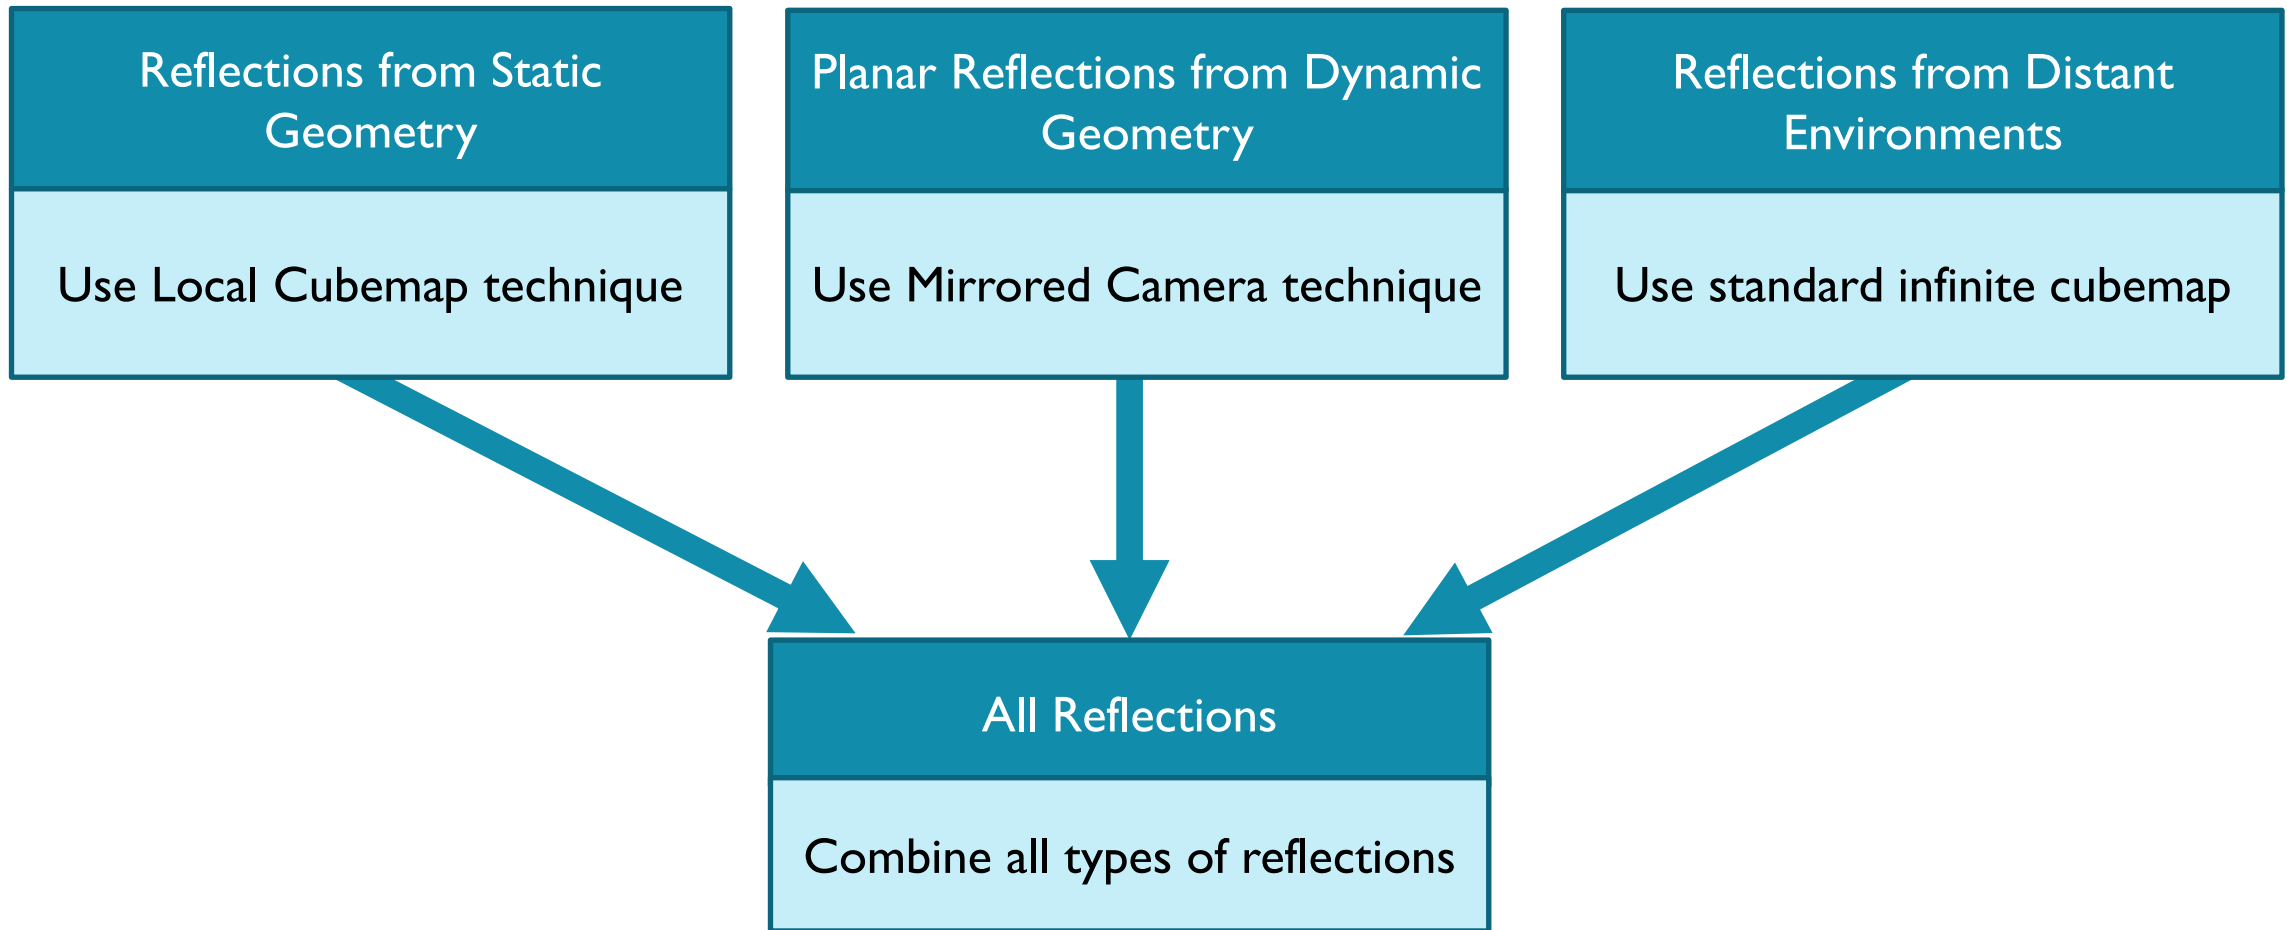 Reflections from Static
Geometry
Use Local Cubemap technique
Planar Reflections from Dynamic
Geometry
Use Mirrored Camera technique
Reflections from Distant
Environments
Use standard infinite cubemap
All Reflections
Combine all types of reflections